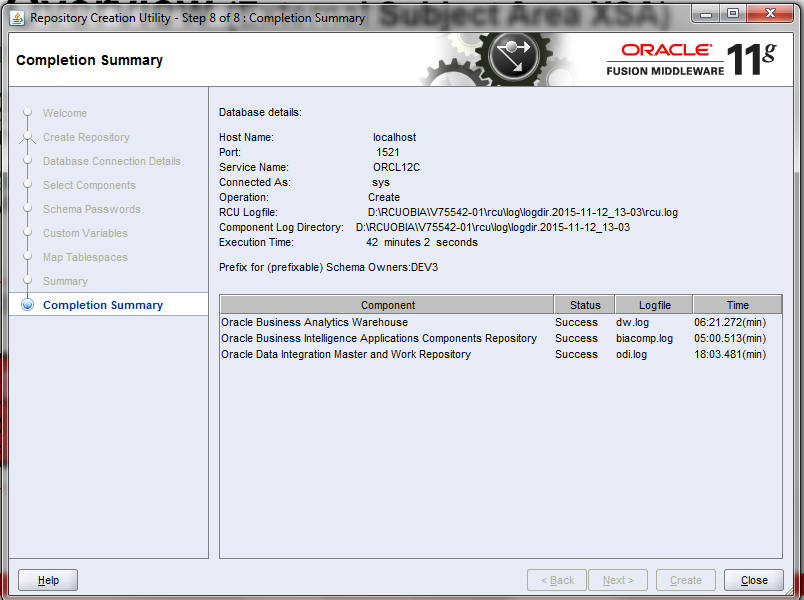 Overview (External Subject Area XSA)
Repository Creation Utility - Step 8 of 8 : Completion Summary
Completion Summary
ORACLE
FUSION MIDDLEWARE 11g
Welcome
Create Repository
Database Connection Details
Select Components
Schema Passwords
Custom Variables
Map Tablespaces
Summary
Completion Summary
Database details:
Host Name: localhost
Port: 1521
Service Name: ORCL12C
Connected As: sys
Operation: Create
RCU Logfile: D:\RCUOBIA\V75542-01\rcu\log\logdir.2015-11-12_13-03\rcu.log
Component Log Directory: D:\RCUOBIA\V75542-01\rcu\log\logdir.2015-11-12_13-03
Execution Time: 42 minutes 2 seconds
Prefix for (prefixable) Schema Owners:DEV3
Component Status Logfile Time
Oracle Business Analytics Warehouse Success dw.log 06:21.272(min)
Oracle Business Intelligence Applications Components Repository Success biacomp.log 05:00.513(min)
Oracle Data Integration Master and Work Repository Success odi.log 18:03.481(min)
Help < Back Next > Create Close